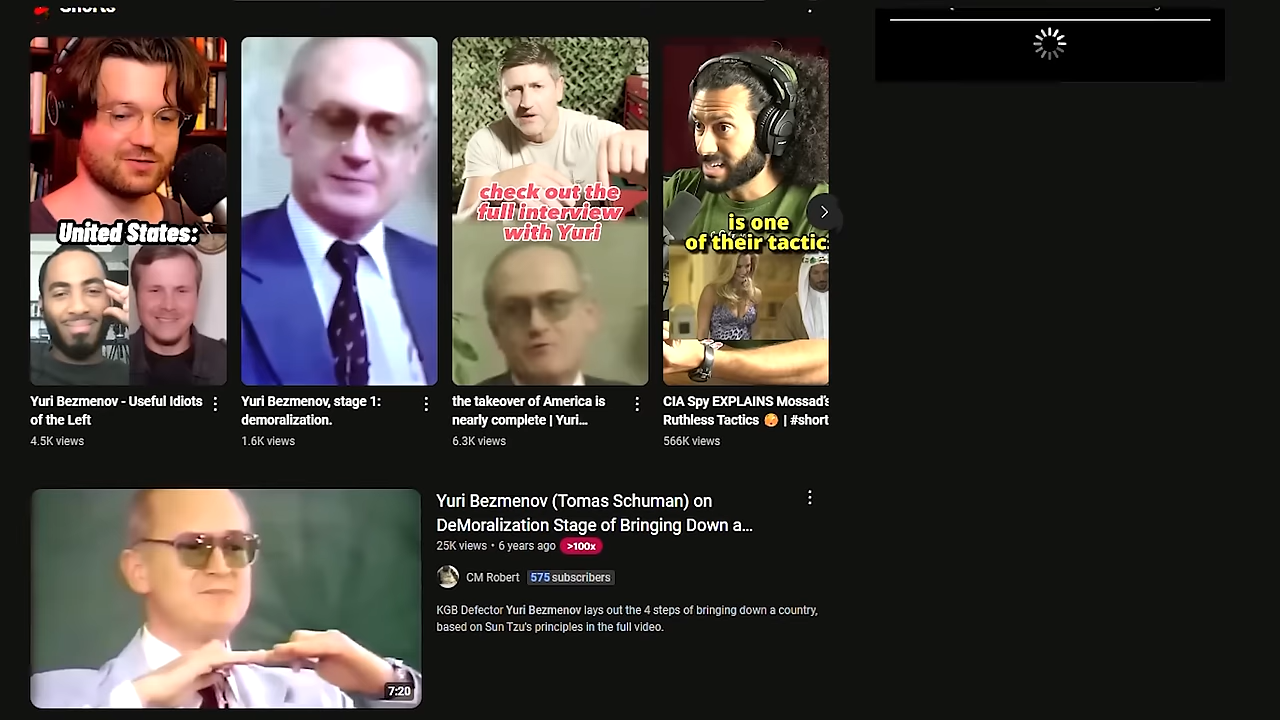 Shorts
United States:
check out the
full interview
with Yuri
is one
of their tactic
Yuri Bezmenov - Useful Idiots
of the Left
4.5K views
Yuri Bezmenov, stage 1:
demoralization.
1.6K views
the takeover of America is
nearly complete | Yuri...
6.3K views
CIA Spy EXPLAINS Mossad's
Ruthless Tactics 🥵 | #short
566K views
Yuri Bezmenov (Tomas Schuman) on
DeMoralization Stage of Bringing Down a...
25K views • 6 years ago >100x
CM Robert 575 subscribers
KGB Defector Yuri Bezmenov lays out the 4 steps of bringing down a country,
based on Sun Tzu's principles in the full video.
7:20